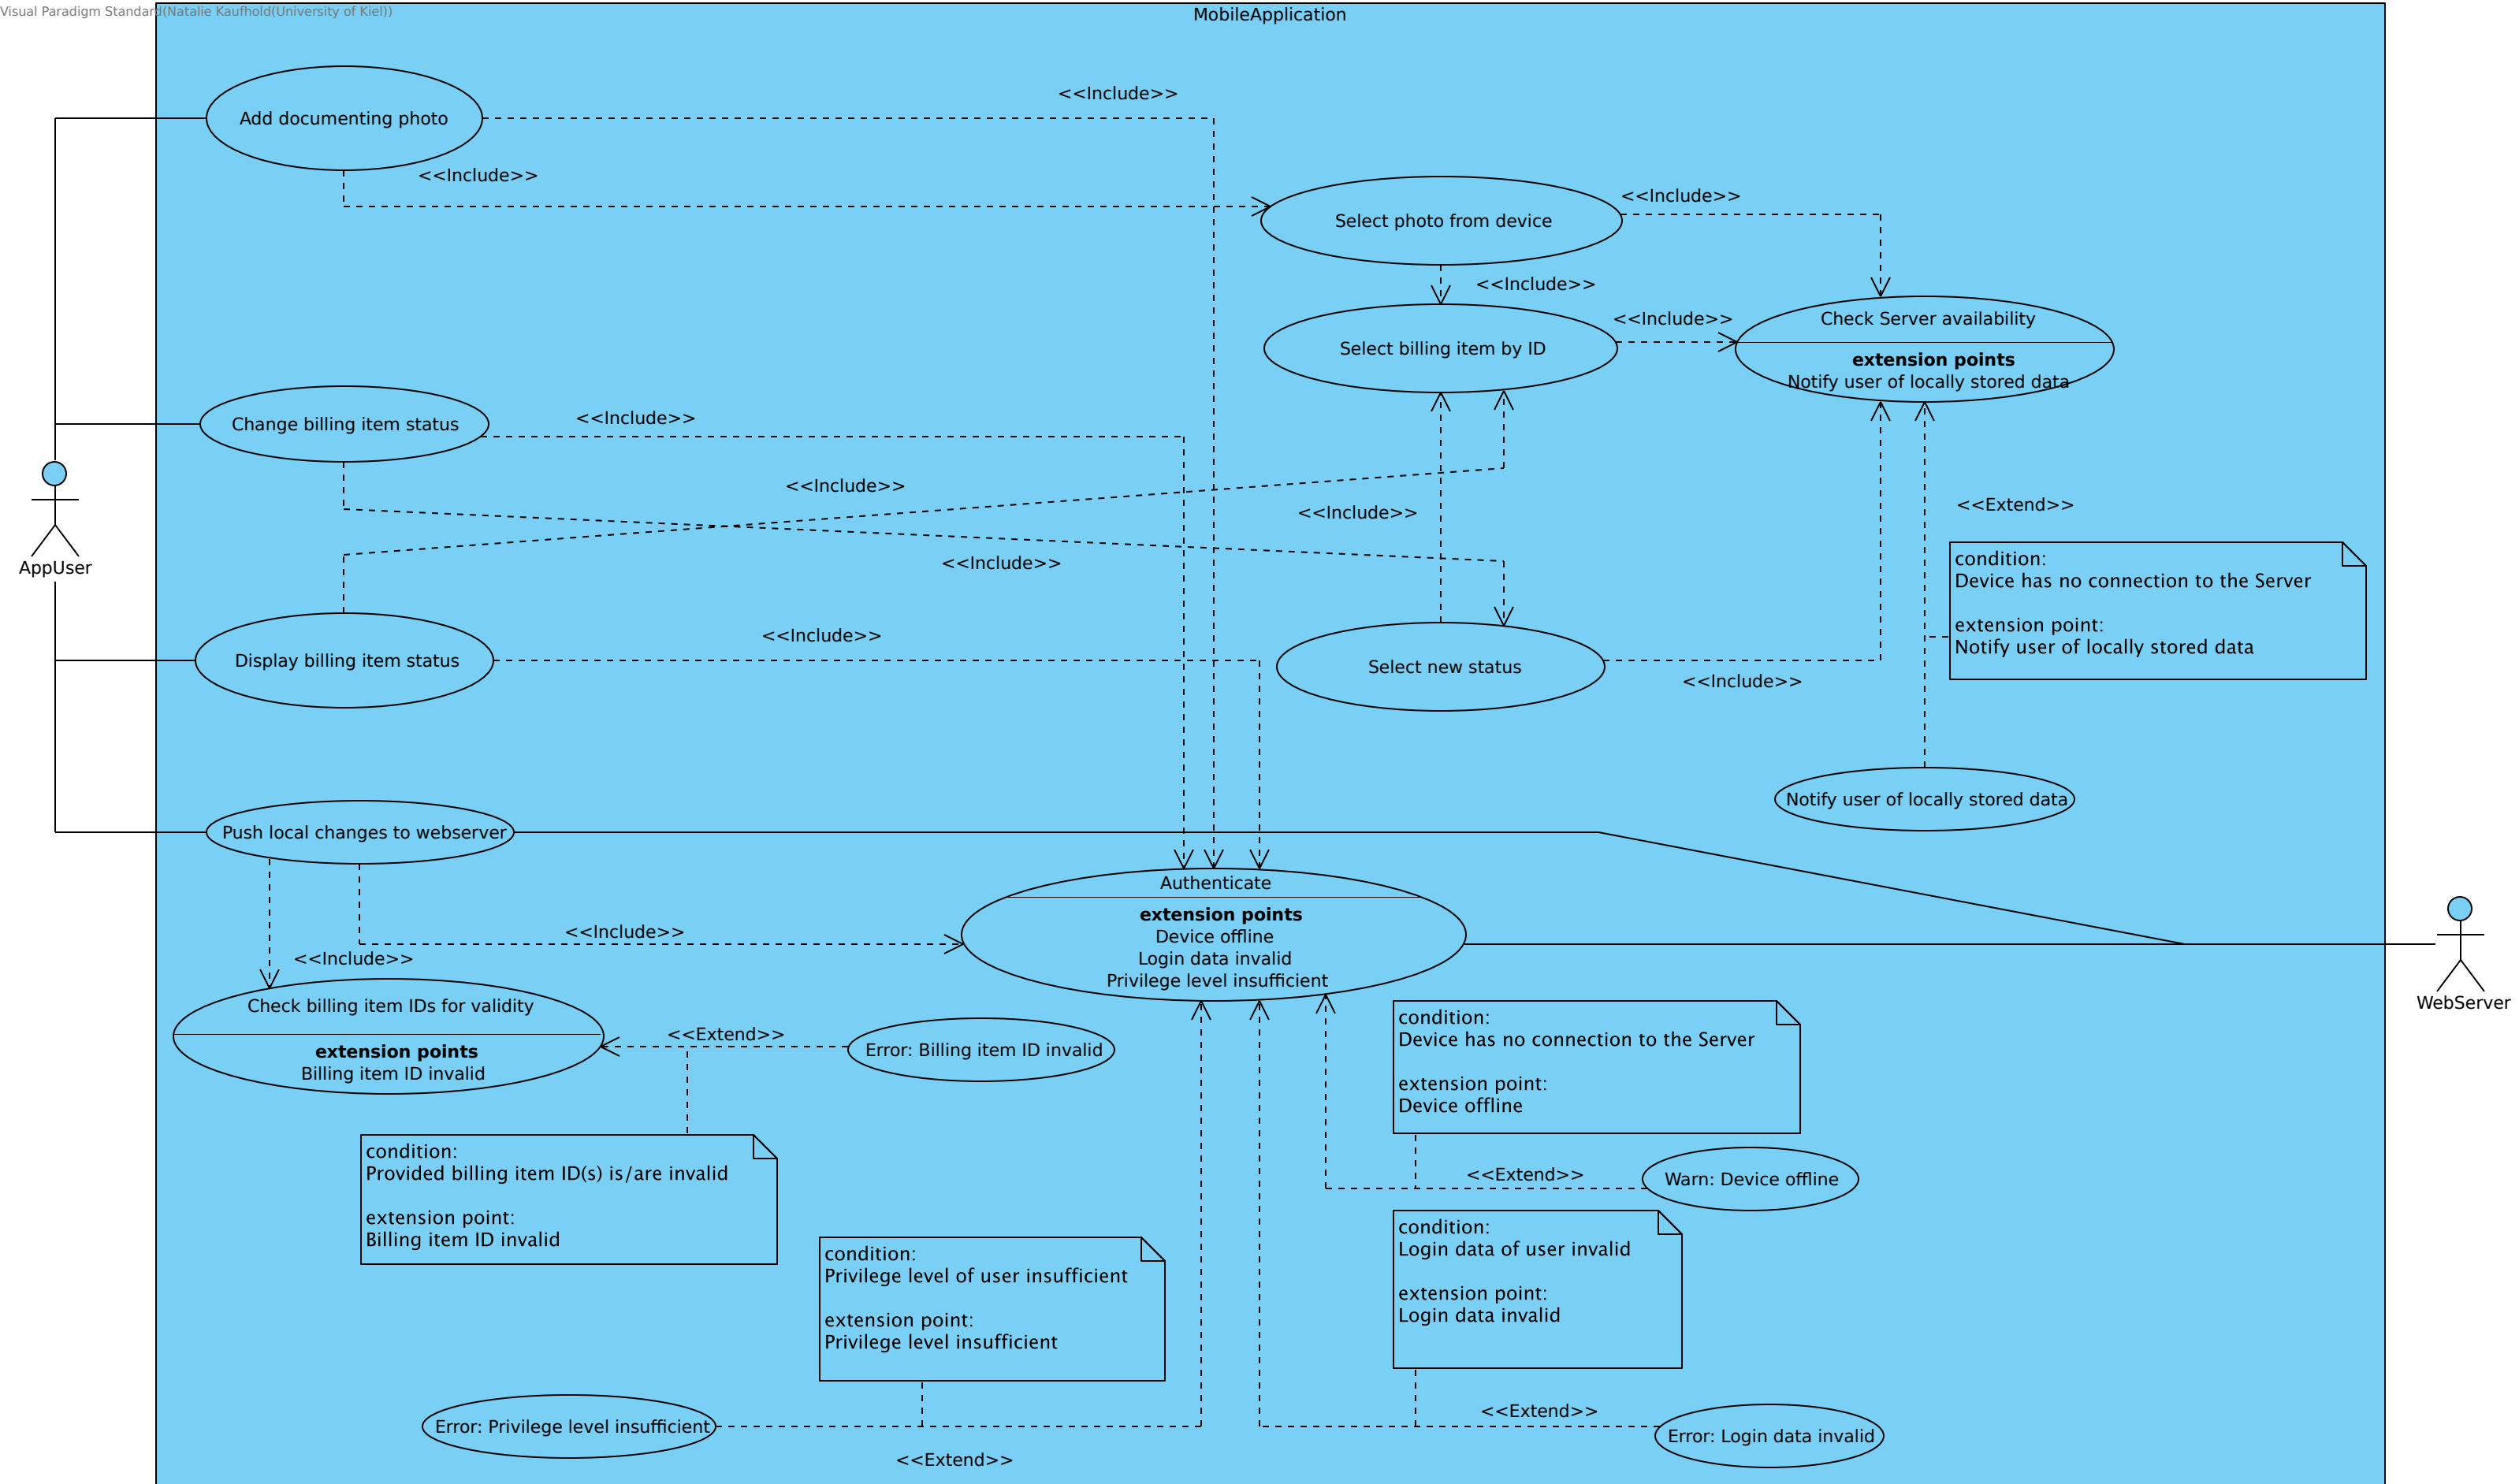 Visual Paradigm Standard(Natalie Kaufhold(University of Kiel))
MobileApplication
<<Include>>
Add documenting photo
<<Include>>
<<Include>>
Select photo from device
<<Include>>
<<Include>>
Check Server availability
Select billing item by ID
extension points
Notify user of locally stored data
<<Include>>
Change billing item status
<<Include>>
<<Extend>>
<<Include>>
condition:
Device has no connection to the Server
extension point:
Notify user of locally stored data
<<Include>>
AppUser
<<Include>>
Display billing item status
Select new status
<<Include>>
Notify user of locally stored data
Push local changes to webserver
Authenticate
extension points
Device offline
Login data invalid
Privilege level insufficient
<<Include>>
<<Include>>
WebServer
Check billing item IDs for validity
extension points
Billing item ID invalid
<<Extend>>
Error: Billing item ID invalid
condition:
Device has no connection to the Server
extension point:
Device offline
condition:
Provided billing item ID(s) is/are invalid
extension point:
Billing item ID invalid
<<Extend>>
Warn: Device offline
condition:
Login data of user invalid
extension point:
Login data invalid
condition:
Privilege level of user insufficient
extension point:
Privilege level insufficient
<<Extend>>
Error: Privilege level insufficient
Error: Login data invalid
<<Extend>>